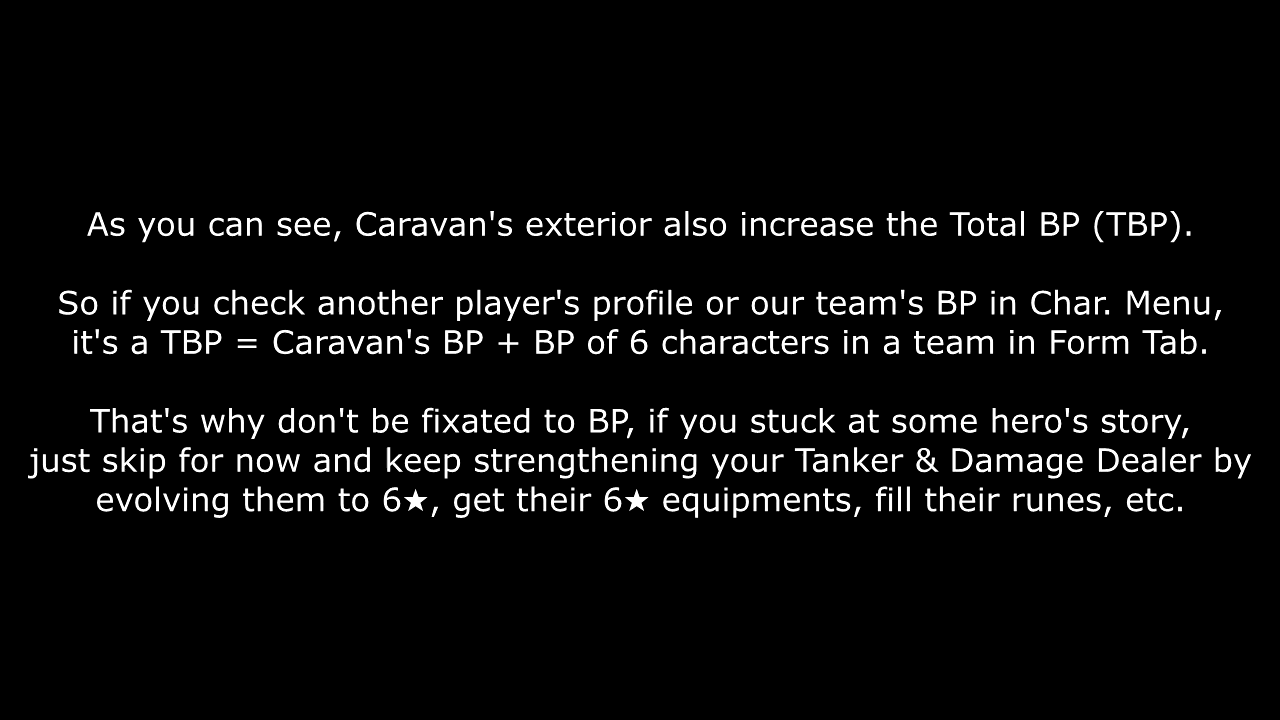 As you can see, Caravan's exterior also increase the Total BP (TBP).
So if you check another player's profile or our team's BP in Char. Menu,
it's a TBP = Caravan's BP + BP of 6 characters in a team in Form Tab.
That's why don't be fixated to BP, if you stuck at some hero's story,
just skip for now and keep strengthening your Tanker & Damage Dealer by
evolving them to 6★, get their 6★ equipments, fill their runes, etc.